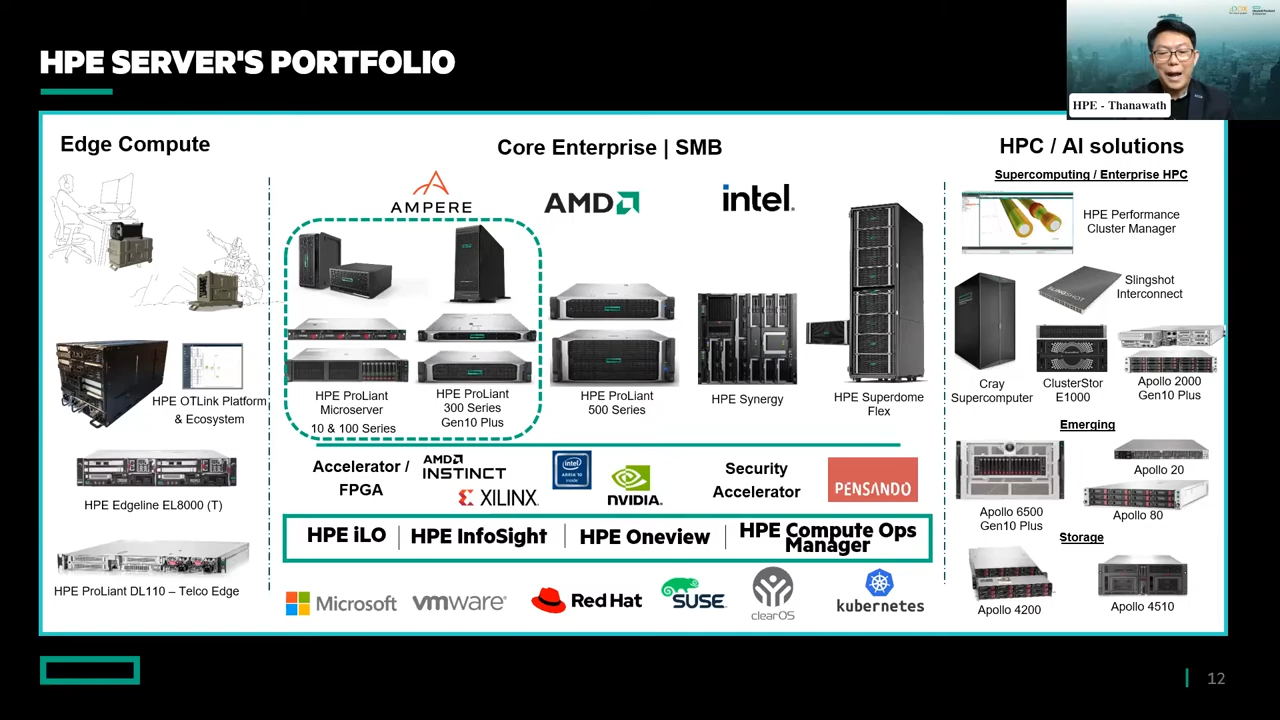 HPE SERVER'S PORTFOLIO
HPE - Thanawath
Edge Compute
HPE OTLink Platform
& Ecosystem
HPE Edgeline EL8000 (T)
HPE ProLiant DL110 – Telco Edge
Core Enterprise | SMB
AMPERE
AMD
intel.
HPE ProLiant
Microserver
10 & 100 Series
HPE ProLiant
300 Series
Gen10 Plus
HPE ProLiant
500 Series
HPE Synergy
HPE Superdome
Flex
Accelerator /
FPGA
AMD
INSTINCT
XILINX
intel
ARRIA 10
inside
NVIDIA
Security
Accelerator
PENSANDO
HPE iLO
HPE InfoSight
HPE Oneview
HPE Compute Ops
Manager
Microsoft
vmware
Red Hat
SUSE
clearOS
kubernetes
HPC / AI solutions
Supercomputing / Enterprise HPC
HPE Performance
Cluster Manager
SLINGSHOT
Slingshot
Interconnect
Cray
Supercomputer
ClusterStor
E1000
Apollo 2000
Gen10 Plus
Emerging
Apollo 6500
Gen10 Plus
Apollo 20
Apollo 80
Storage
Apollo 4200
Apollo 4510
12